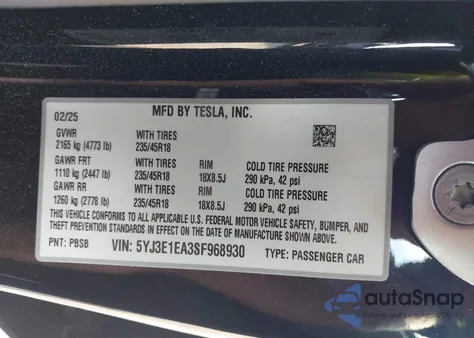 MFD BY TESLA, INC.
02/25
GVWR WITH TIRES
2165 kg (4773 lb) 235/45R18
GAWR FRT WITH TIRES RIM COLD TIRE PRESSURE
1110 kg (2447 lb) 235/45R18 18X8.5J 290 kPa, 42 psi
GAWR RR WITH TIRES RIM COLD TIRE PRESSURE
1260 kg (2778 lb) 235/45R18 18X8.5J 290 kPa, 42 psi
THIS VEHICLE CONFORMS TO ALL APPLICABLE U.S. FEDERAL MOTOR VEHICLE SAFETY, BUMPER, AND
THEFT PREVENTION STANDARDS IN EFFECT ON THE DATE OF MANUFACTURE SHOWN ABOVE.
PNT: PBSB VIN: 5YJ3E1EA3SF968930 TYPE: PASSENGER CAR
autoSnap